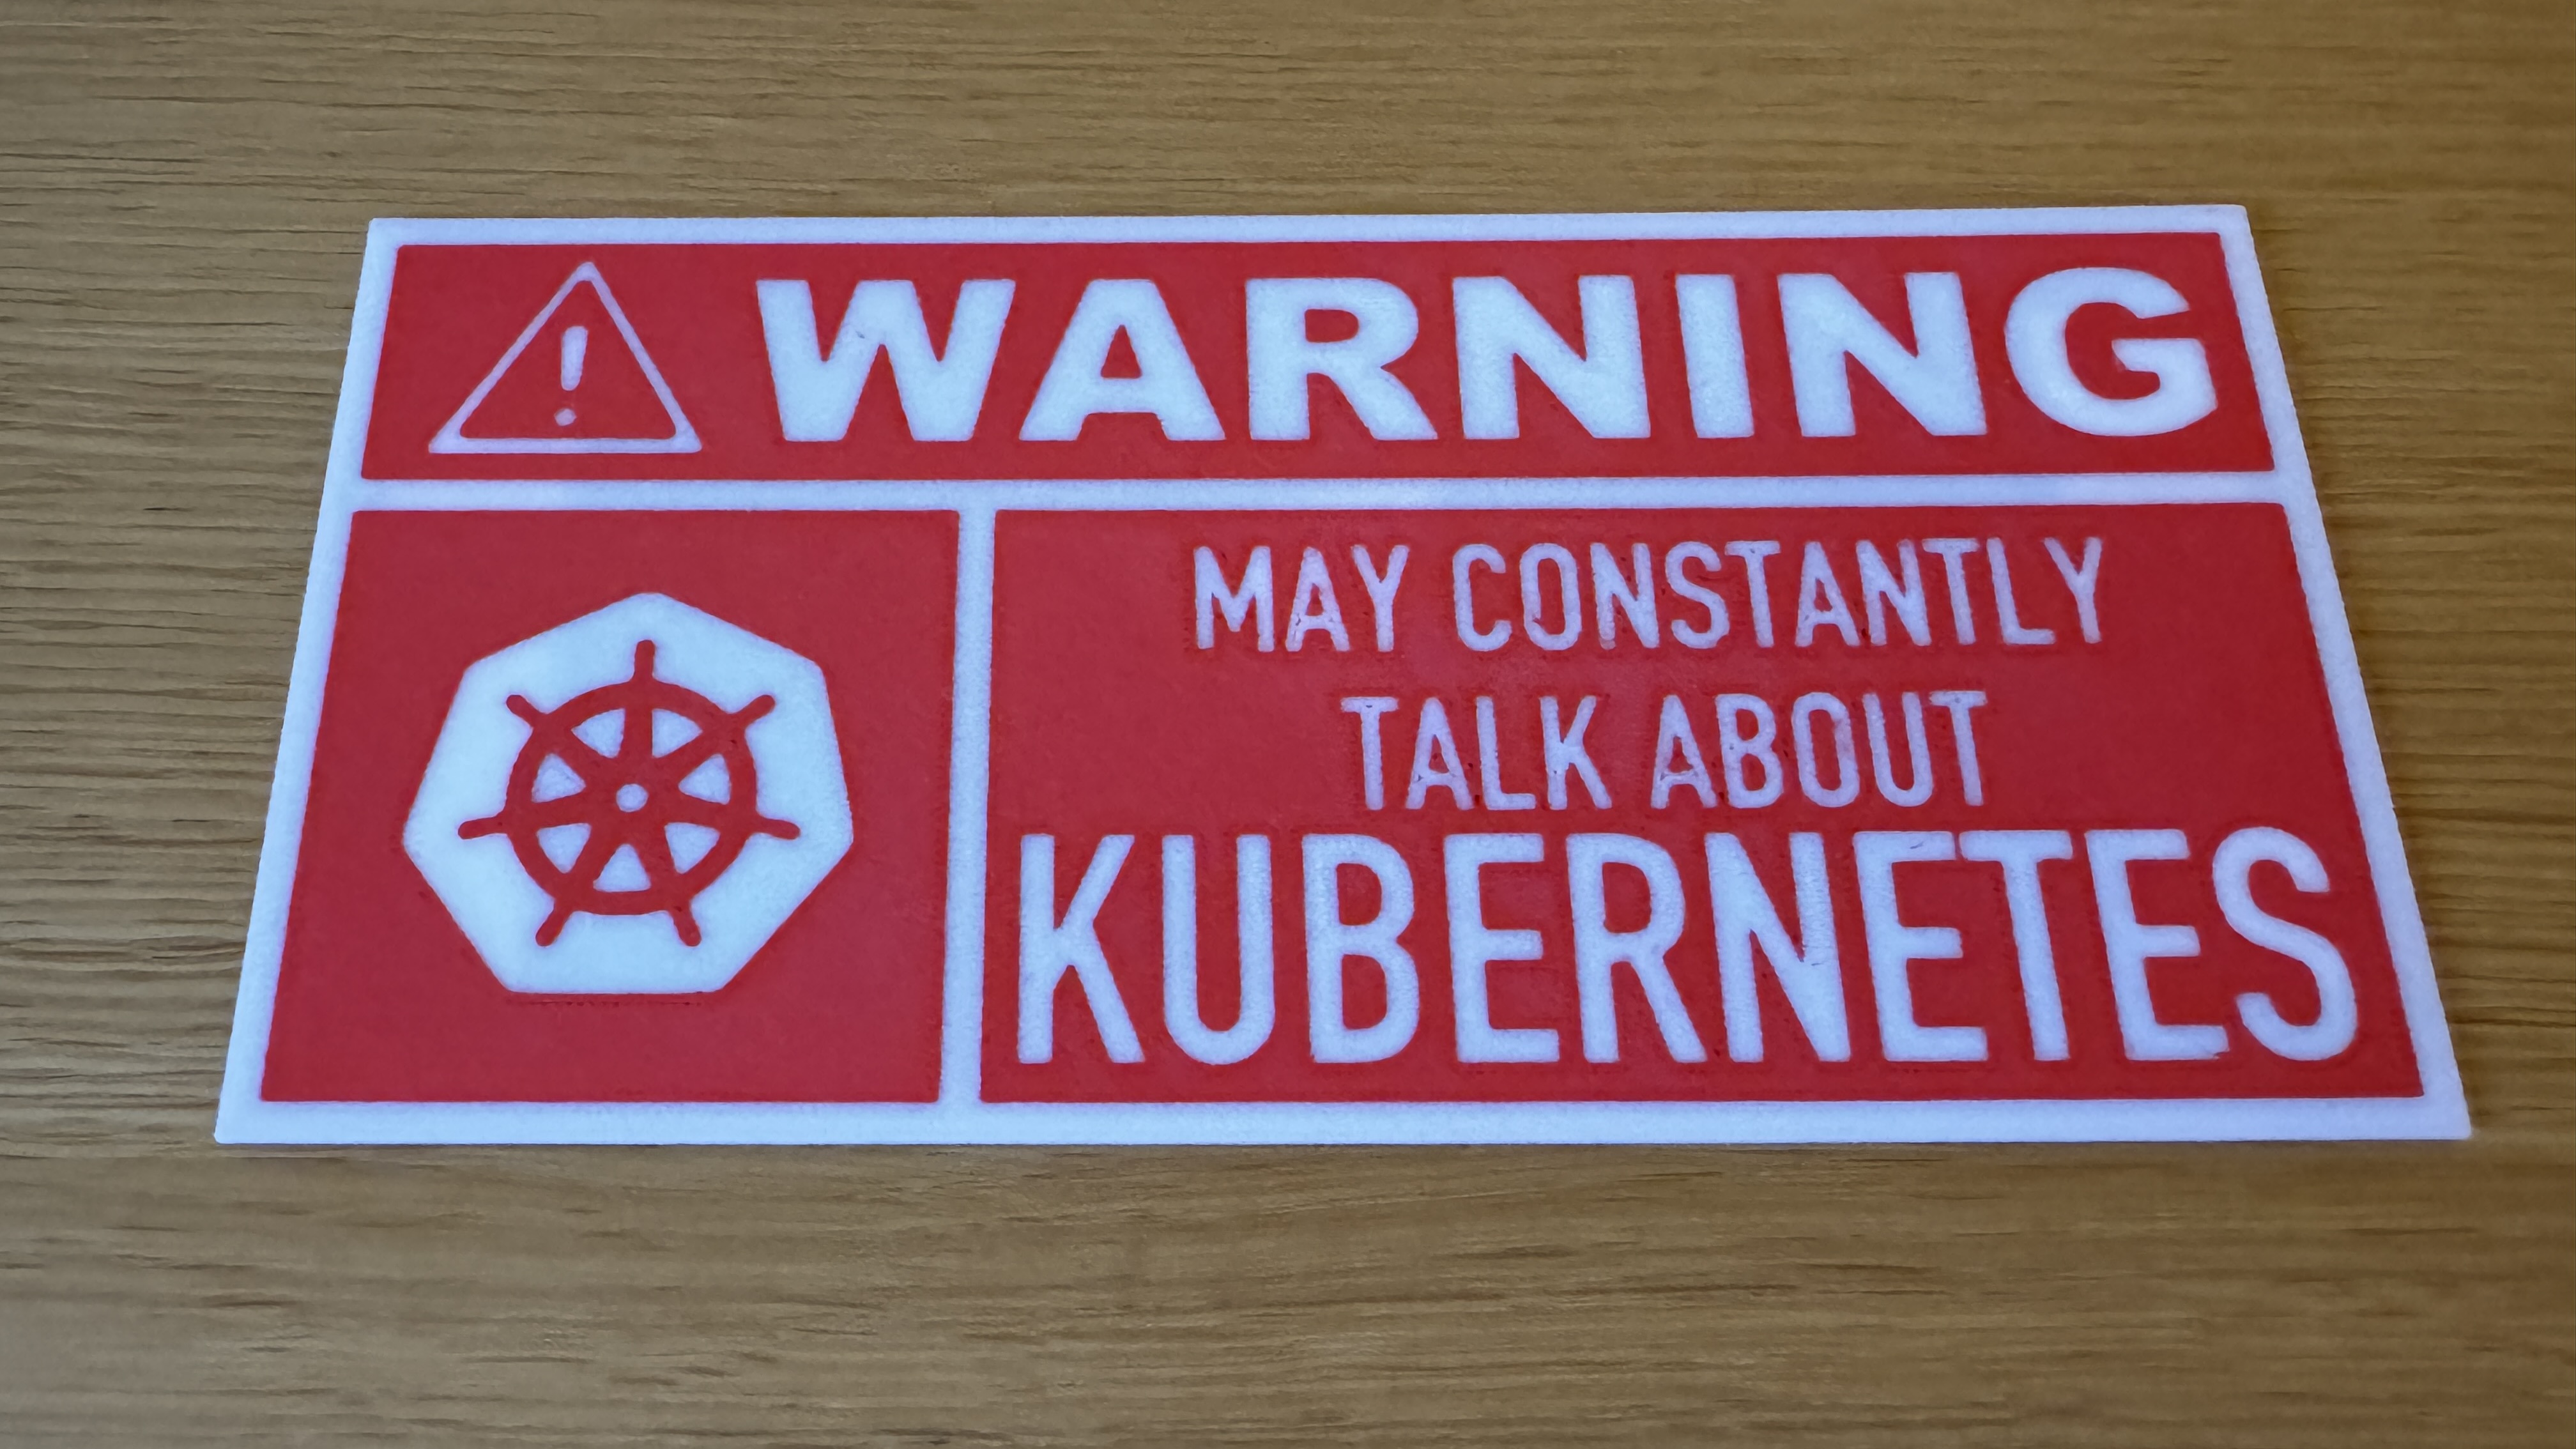 WARNING
MAY CONSTANTLY
TALK ABOUT
KUBERNETES